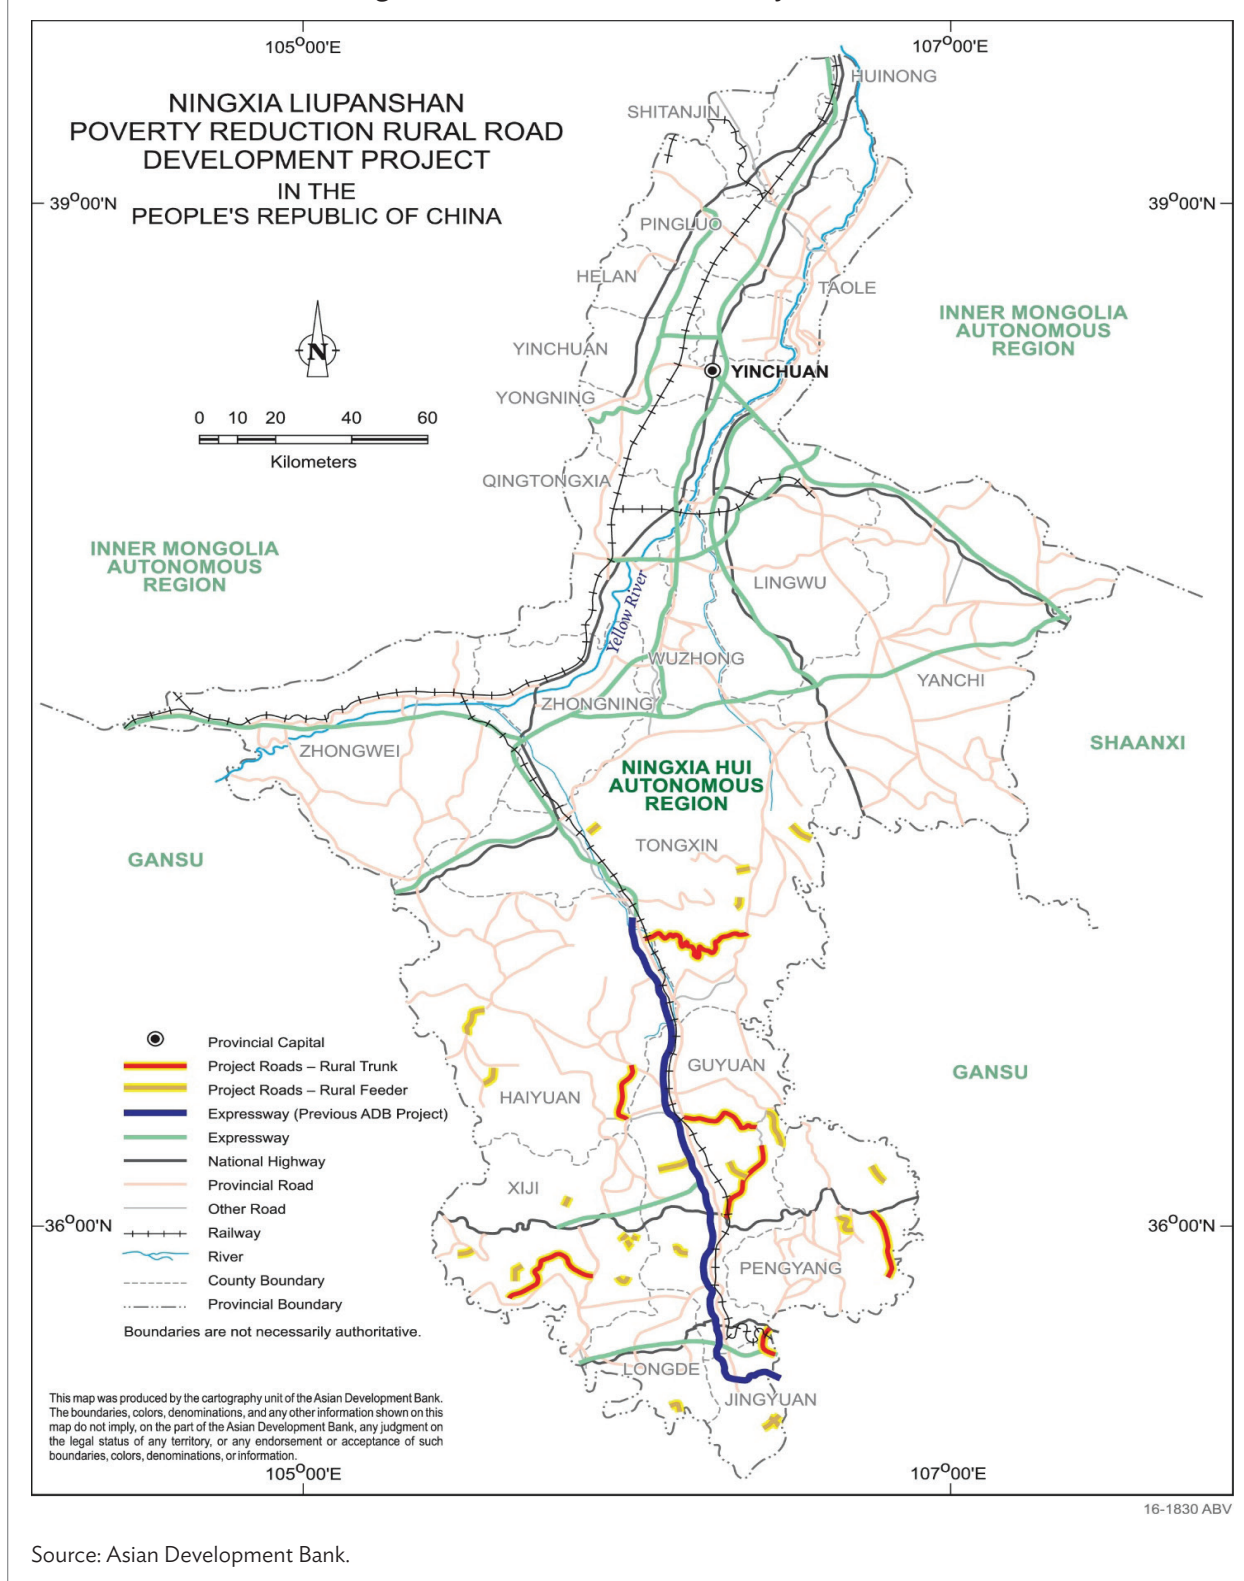 105°00'E
107°00'E
NINGXIA LIUPANSHAN
POVERTY REDUCTION RURAL ROAD
DEVELOPMENT PROJECT
IN THE
PEOPLE'S REPUBLIC OF CHINA
HUINONG
SHITANJIN
39°00'N
39°00'N
PINGLUO
HELAN
TAOLE
INNER MONGOLIA
AUTONOMOUS
REGION
N
YINCHUAN
YINCHUAN
YONGNING
0 10 20 40 60
Kilometers
QINGTONGXIA
INNER MONGOLIA
AUTONOMOUS
REGION
LINGWU
Yellow River
WUZHONG
YANCHI
ZHONGNING
ZHONGWEI
SHAANXI
NINGXIA HUI
AUTONOMOUS
REGION
TONGXIN
GANSU
Provincial Capital
Project Roads – Rural Trunk
Project Roads – Rural Feeder
Expressway (Previous ADB Project)
Expressway
National Highway
Provincial Road
Other Road
Railway
River
County Boundary
Provincial Boundary
Boundaries are not necessarily authoritative.
GUYUAN
GANSU
HAIYUAN
XIJI
36°00'N
36°00'N
PENGYANG
LONGDE
JINGYUAN
This map was produced by the cartography unit of the Asian Development Bank.
The boundaries, colors, denominations, and any other information shown on this
map do not imply, on the part of the Asian Development Bank, any judgment on
the legal status of any territory, or any endorsement or acceptance of such
boundaries, colors, denominations, or information.
105°00'E
107°00'E
16-1830 ABV
Source: Asian Development Bank.